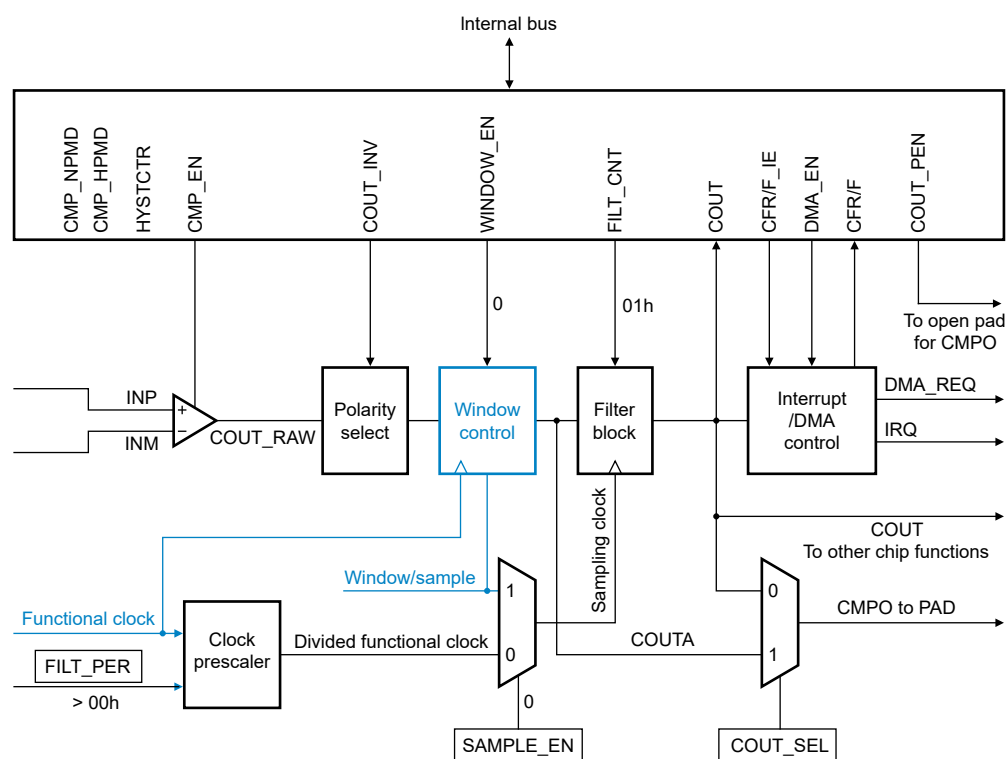 Internal bus
CMP_NPMD
CMP_HPMD
HYSTCTR
CMP_EN
COUT_INV
WINDOW_EN
FILT_CNT
COUT
CFR/F_IE
DMA_EN
CFR/F
COUT_PEN
0
01h
To open pad
for CMPO
INP
+
INM
−
COUT_RAW
Polarity
select
Window
control
Filter
block
Interrupt
/DMA
control
DMA_REQ
IRQ
Sampling clock
COUT
To other chip functions
Window/sample
1
0
CMPO to PAD
Functional clock
Clock
prescaler
Divided functional clock
0
COUTA
1
FILT_PER
> 00h
0
SAMPLE_EN
COUT_SEL